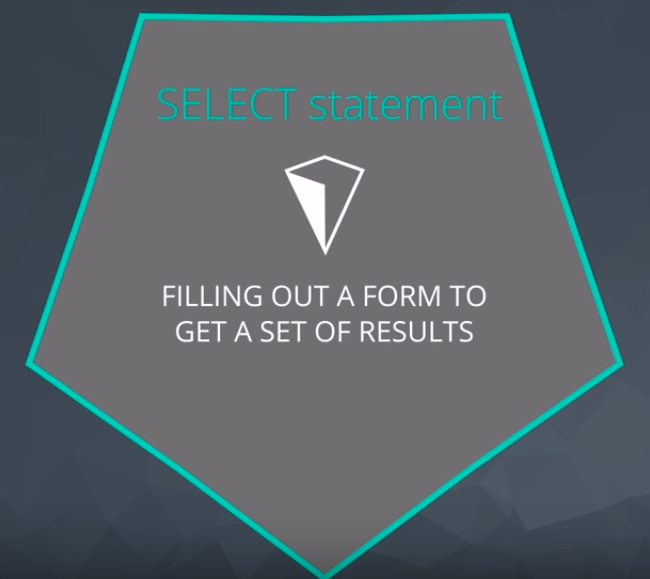 SELECT statement
FILLING OUT A FORM TO
GET A SET OF RESULTS